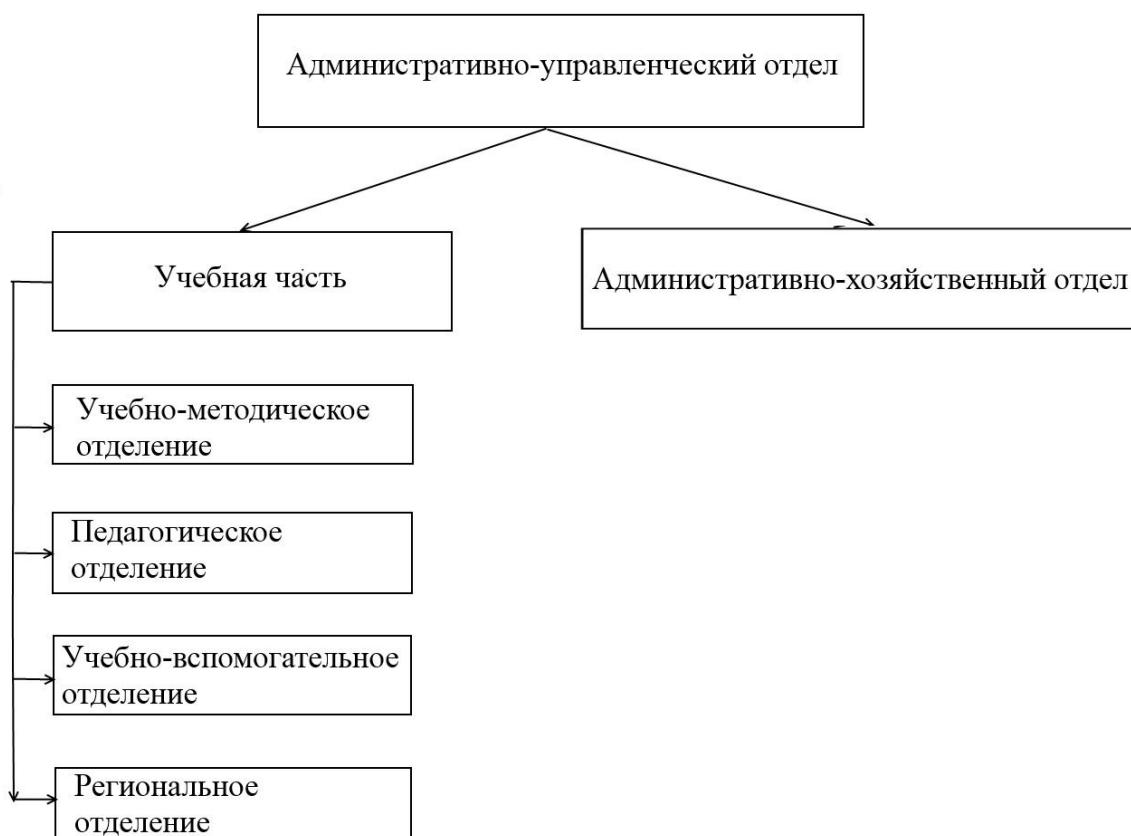 Административно-управленческий отдел
Учебная часть
Административно-хозяйственный отдел
Учебно-методическое
отделение
Педагогическое
отделение
Учебно-вспомогательное
отделение
Региональное
отделение